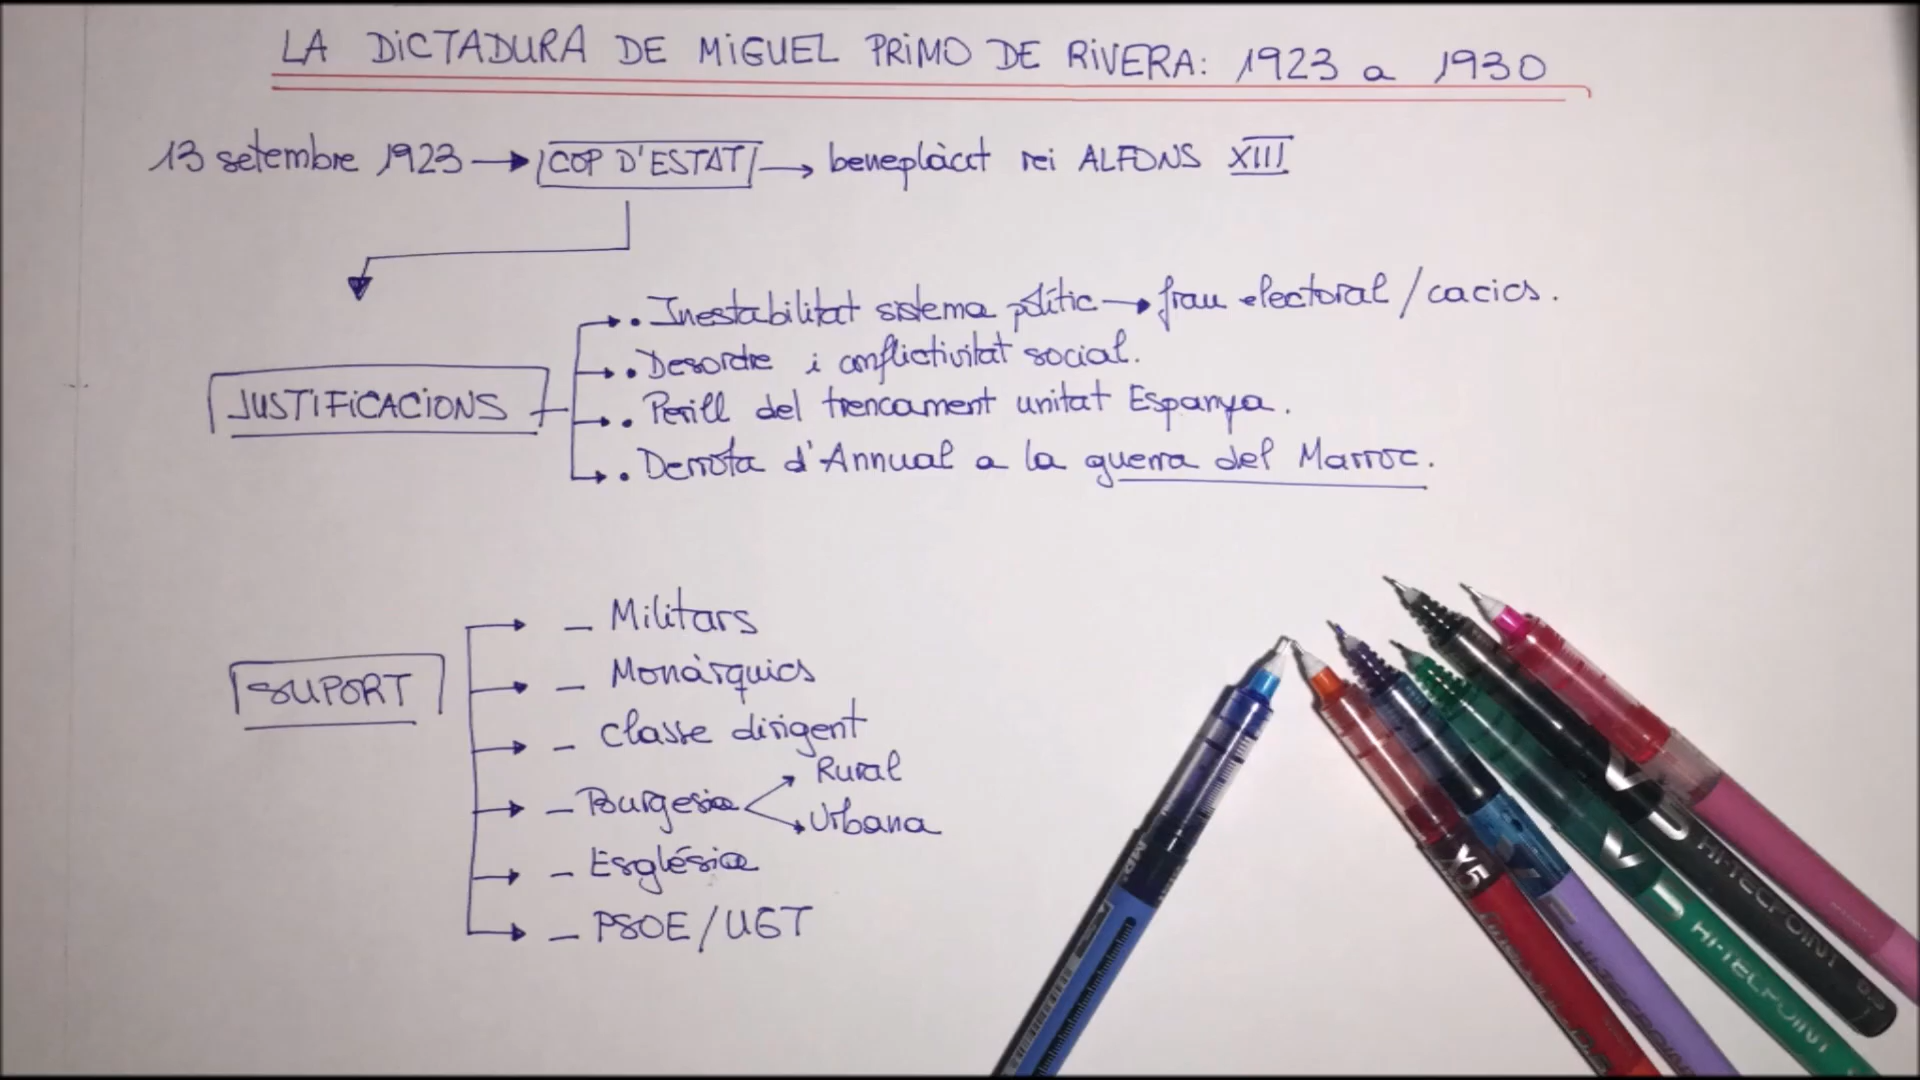 LA DICTADURA DE MIGUEL PRIMO DE RIVERA: 1923 a 1930
13 setembre 1923 → COP D'ESTAT → beneplàcit rei ALFONS XIII
JUSTIFICACIONS
• Inestabilitat sistema polític → frau electoral / cacics.
• Desordre i conflictivitat social.
• Perill del trencament unitat Espanya.
• Derrota d'Annual a la guerra del Marroc.
SUPORT
– Militars
– Monàrquics
– Classe dirigent
– Burgesia
Rural
Urbana
– Església
– PSOE / UGT
MP.
X5
V5
HI-TECPOINT
HI-TECPOINT